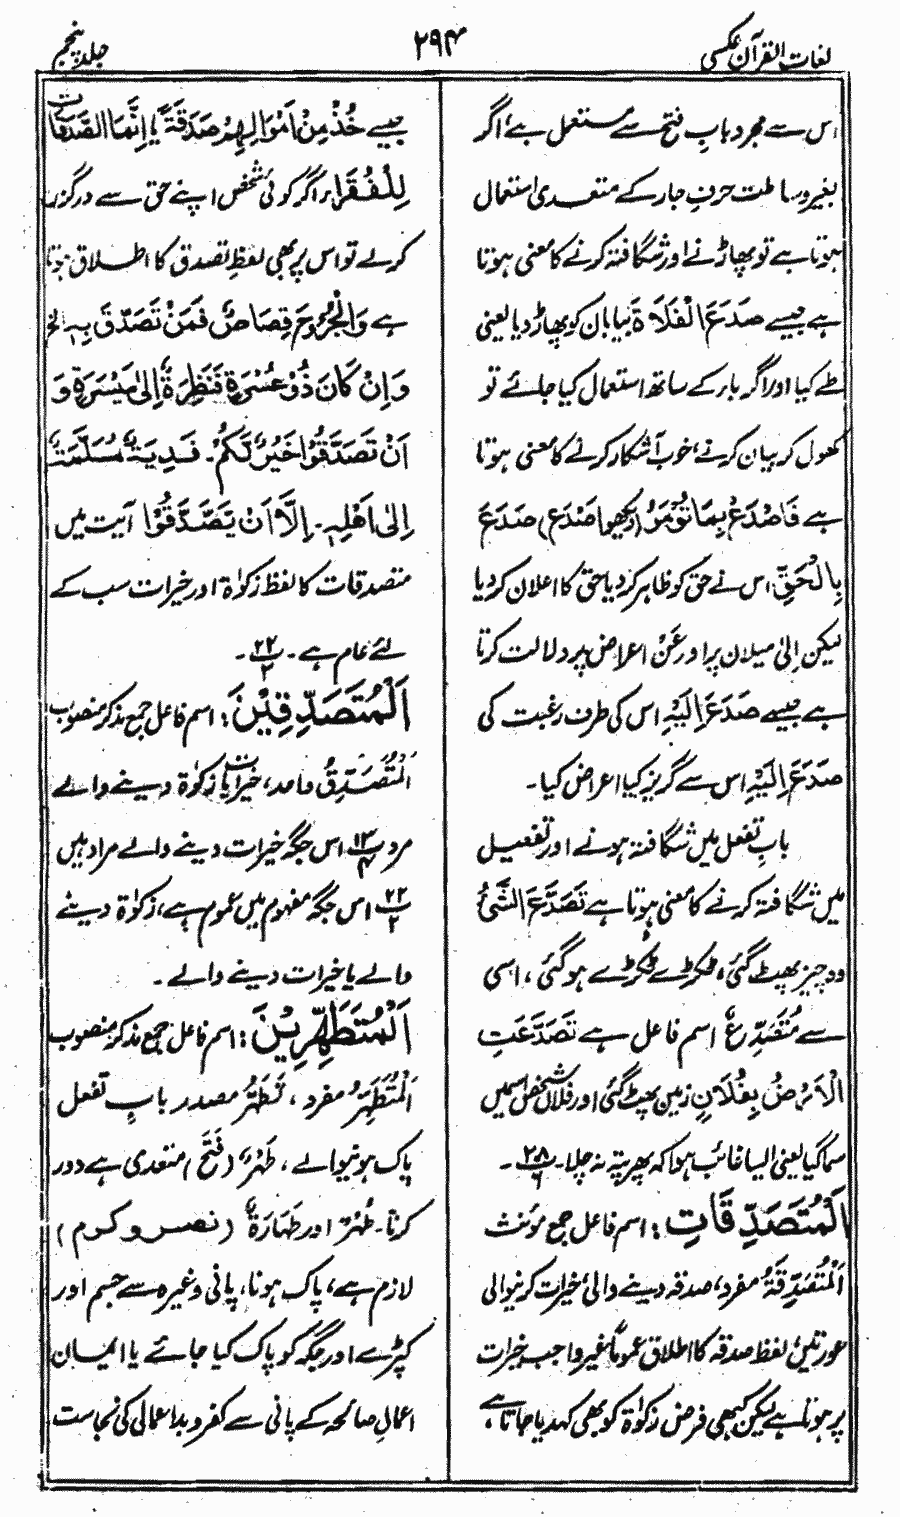 لغات القرآن عکسی
۲۹۴
جلد پنجم
اس سے مجرد باب فتح سے مستعمل ہے، اگر
بغیر وساطت حرفِ جار کے متعدی استعمال
ہوتا ہے تو پھاڑنے اور شگافتہ کرنے کا معنی ہوتا
ہے جیسے صَدَعَ الْفَلَاةَ بیابان کو پھاڑ دیا یعنی
طے کیا اور اگر بار کے ساتھ استعمال کیا جائے تو
کھول کر بیان کرنے، خوب آشکار کرنے کا معنی ہوتا
ہے فَاصْدَعْ بِمَا تُؤْمَرُ (دیکھو اصْدَعْ) صَدَعَ
بِالْحَقِّ اس نے حق کو ظاہر کر دیا حق کا اعلان کر دیا
لیکن اِلیٰ میلان پر اور عَنْ اعراض پر دلالت کرتا
ہے جیسے صَدَعَ اِلَیْہِ اس کی طرف رغبت کی
صَدَعَ اِلَیْہِ اس سے گریز کیا اعراض کیا۔
بابِ تفعل میں شگافتہ ہونے اور تفعیل
میں شگافتہ کرنے کا معنی ہوتا ہے تَصَدَّعَ الشَّیْءُ
وہ چیز پھٹ گئی، ٹکڑے ٹکڑے ہو گئی، اسی
سے مُتَصَدِّعٌ اسم فاعل ہے تَصَدَّعَتِ
الْاَرْضُ بِفُلَانٍ زمین پھٹ گئی اور فلاں شخص اسمیں
سما گیا یعنی ایسا غائب ہوا کہ پھر پتہ نہ چلا۔ ۲۸/۶۔
اَلْمُتَصَدِّقَاتِ: اسم فاعل جمع مؤنث
اَلْمُتَصَدِّقَةُ مفرد، صدقہ دینے والی، خیرات کرنیوالی
عورتیں، لفظ صدقہ کا اطلاق عموماً غیر واجب خیرات
پر ہوتا ہے لیکن کبھی فرض زکوٰۃ کو بھی کہدیا جاتا ہے،
جیسے خُذْ مِنْ اَمْوَالِهِمْ صَدَقَةً یا اِنَّمَا الصَّدَقَاتُ
لِلْفُقَرَاءِ اگر کوئی شخص اپنے حق سے درگزر
کر لے تو اس پر بھی لفظِ تصدق کا اطلاق ہوتا
ہے وَالْجُرُوْحَ قِصَاصٌ فَمَنْ تَصَدَّقَ بِہٖ الخ
وَاِنْ كَانَ ذُوْ عُسْرَةٍ فَنَظِرَةٌ اِلٰى مَیْسَرَةٍ وَ
اَنْ تَصَدَّقُوْا خَیْرٌ لَّكُمْ۔ فَدِیَةٌ مُّسَلَّمَةٌ
اِلٰی اَهْلِہٖ۔ اِلَّا اَنْ یَّصَّدَّقُوْا آیت میں
متصدقات کا لفظ زکوٰۃ اور خیرات سب کے
لئے عام ہے۔ ۲۲/۲۔
اَلْمُتَصَدِّقِیْنَ: اسم فاعل جمع مذکر منصوب
اَلْمُتَصَدِّقُ واحد، خیرات یا زکوٰۃ دینے والے
مرد ۱۳/۴ اس جگہ خیرات دینے والے مراد ہیں
۲۲/۲ اس جگہ مفہوم میں عموم ہے، زکوٰۃ دینے
والے یا خیرات دینے والے۔
اَلْمُتَطَهِّرِیْنَ: اسم فاعل جمع مذکر منصوب
اَلْمُتَطَهِّرُ مفرد، تَطَهُّرٌ مصدر بابِ تفعل
پاک ہونیوالے، طَهْرٌ (فَتَحَ) متعدی ہے دور
کرنا۔ طُهْرٌ اور طَهَارَةٌ (نصر و کرم)
لازم ہے، پاک ہونا، پانی وغیرہ سے جسم اور
کپڑے اور جگہ کو پاک کیا جائے یا ایمان
اعمالِ صالحہ کے پانی سے کفر و بداعمالی کی نجاست